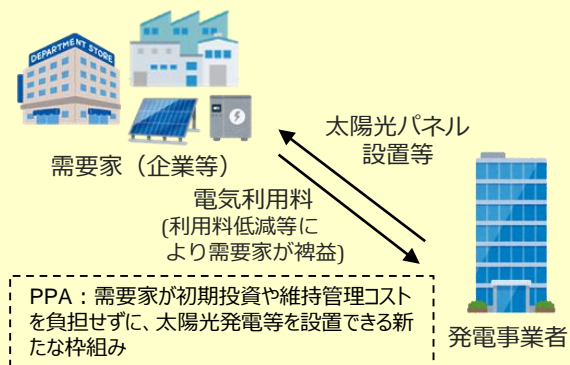 DEPARTMENT STORE
太陽光パネル
設置等
需要家（企業等）
電気利用料
(利用料低減等に
より需要家が裨益)
PPA：需要家が初期投資や維持管理コスト
を負担せずに、太陽光発電等を設置できる新
たな枠組み
発電事業者